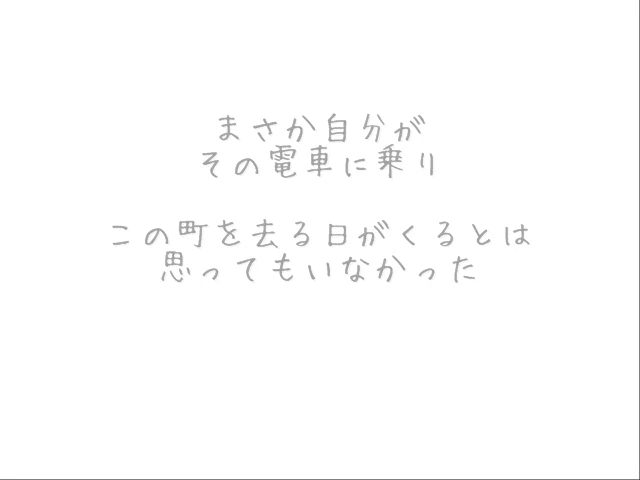 まさか自分が
その電車に乗り
この町を去る日がくるとは
思ってもいなかった